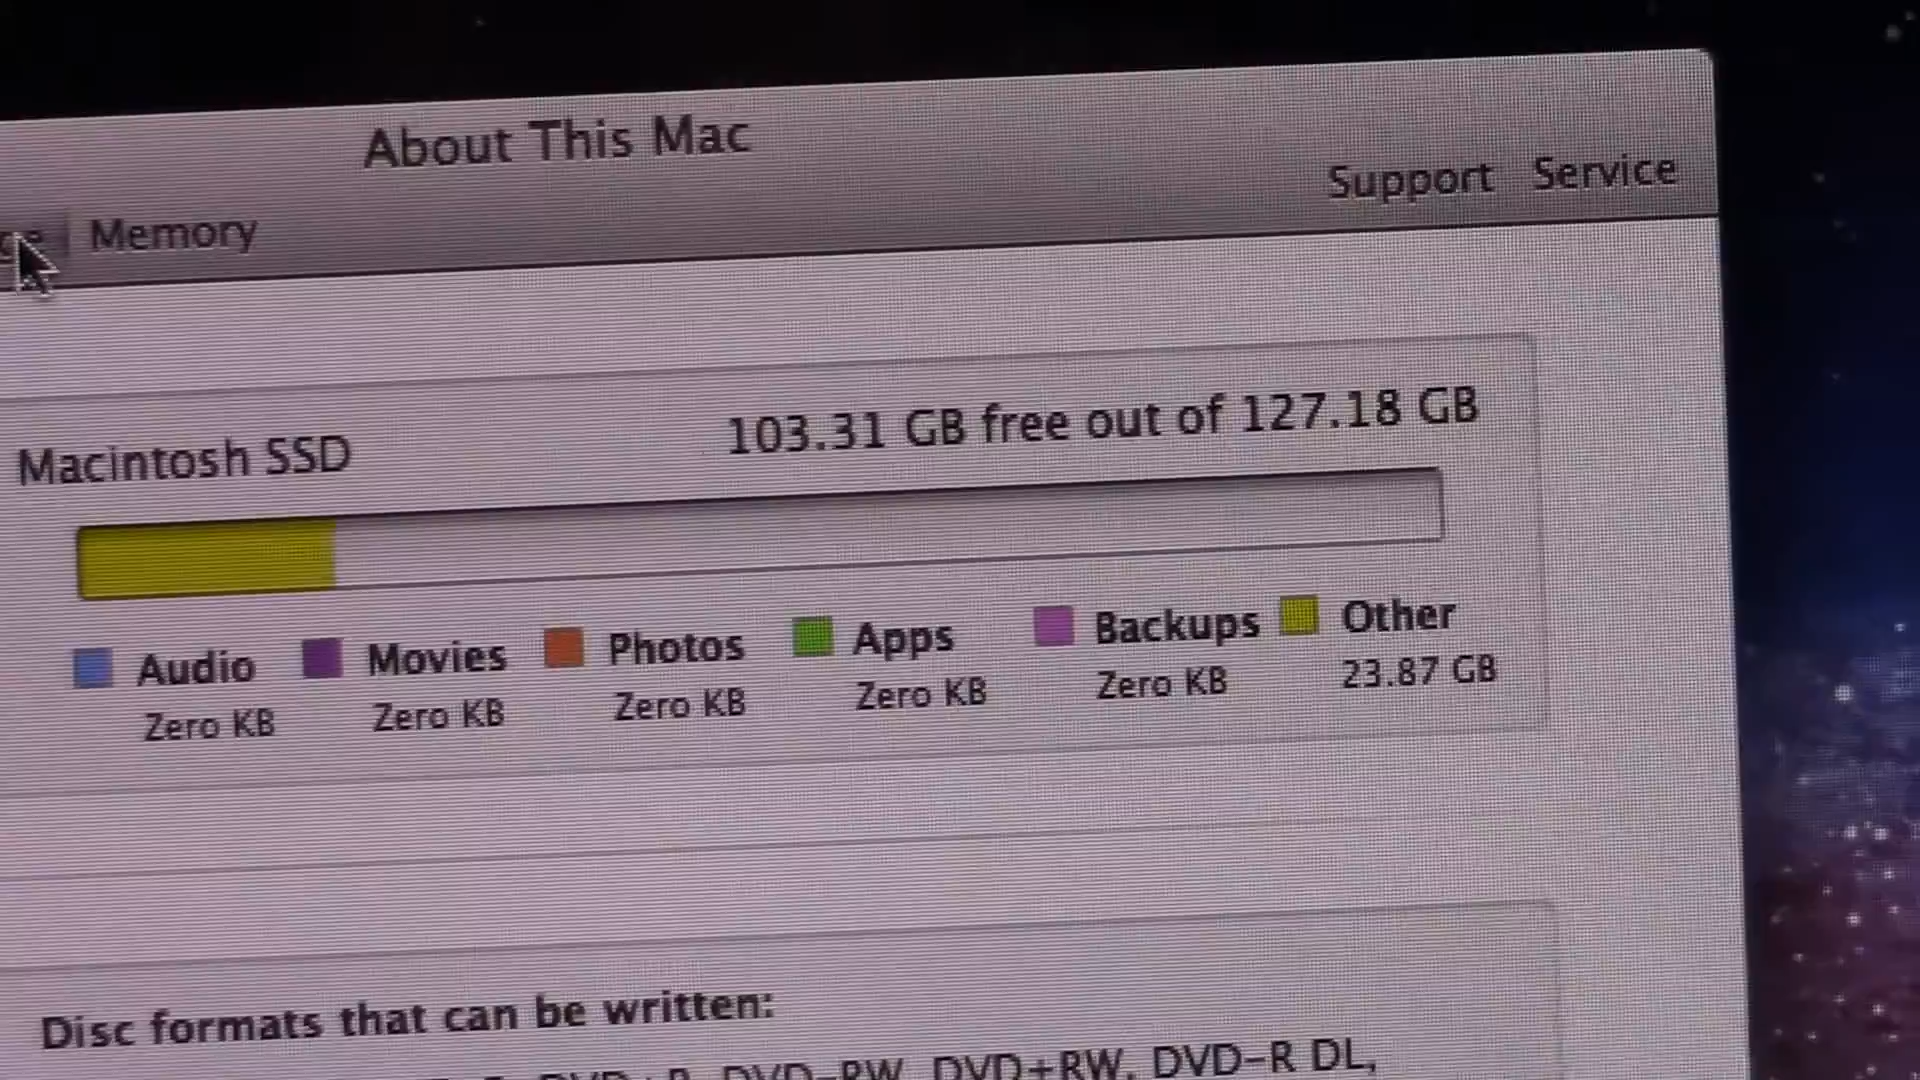 About This Mac
Support Service
Memory
Macintosh SSD 103.31 GB free out of 127.18 GB
Audio Movies Photos Apps Backups Other
Zero KB Zero KB Zero KB Zero KB Zero KB 23.87 GB
Disc formats that can be written:
DVD+R, DVD-RW, DVD+RW, DVD-R DL,